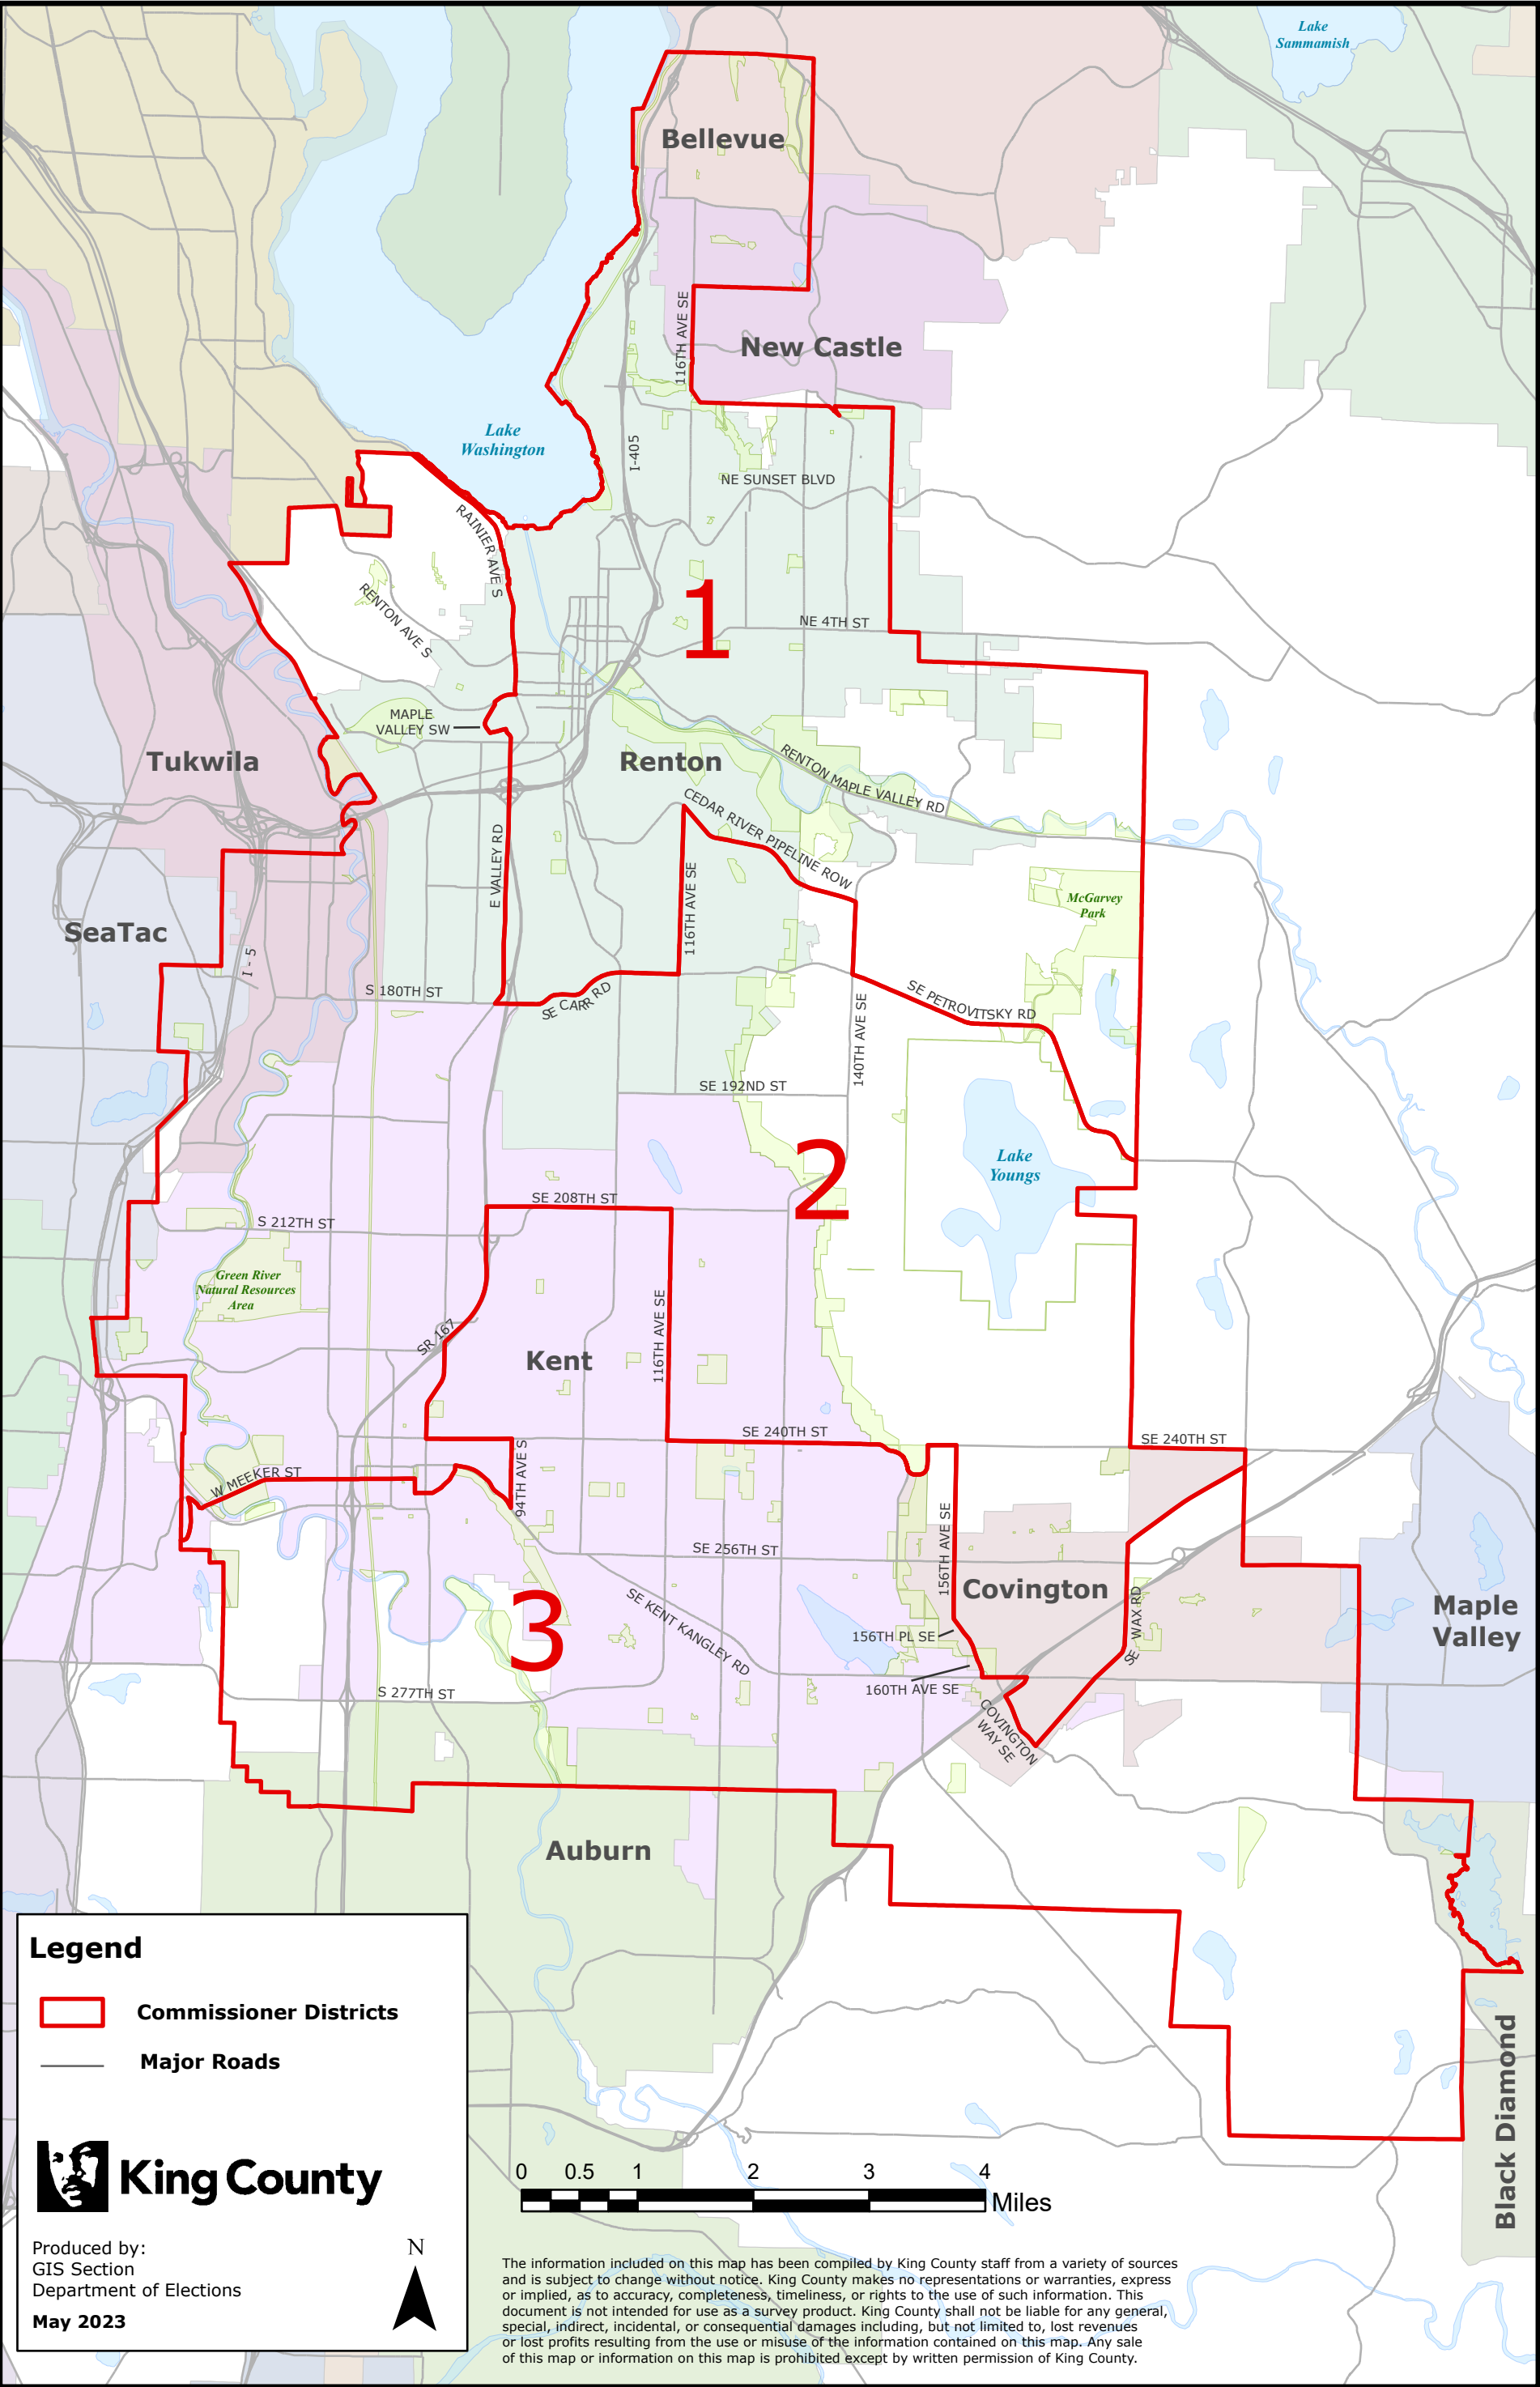 Lake
Sammamish
Bellevue
116TH AVE SE
New Castle
Lake
Washington
I-405
NE SUNSET BLVD
RAINIER AVE S
RENTON AVE S
1
NE 4TH ST
MAPLE
VALLEY SW
Tukwila
Renton
RENTON MAPLE VALLEY RD
CEDAR RIVER PIPELINE ROW
E VALLEY RD
116TH AVE SE
McGarvey
Park
SeaTac
I - 5
S 180TH ST
SE CARR RD
SE PETROVITSKY RD
140TH AVE SE
SE 192ND ST
2
Lake
Youngs
SE 208TH ST
S 212TH ST
Green River
Natural Resources
Area
SR 167
116TH AVE SE
Kent
SE 240TH ST
SE 240TH ST
94TH AVE S
W MEEKER ST
156TH AVE SE
SE 256TH ST
Covington
SE WAX RD
Maple
Valley
3
SE KENT KANGLEY RD
156TH PL SE
160TH AVE SE
S 277TH ST
COVINGTON
WAY SE
Auburn
Black Diamond
Legend
Commissioner Districts
Major Roads
King County
Produced by:
GIS Section
Department of Elections
May 2023
N
0 0.5 1 2 3 4
Miles
The information included on this map has been compiled by King County staff from a variety of sources
and is subject to change without notice. King County makes no representations or warranties, express
or implied, as to accuracy, completeness, timeliness, or rights to the use of such information. This
document is not intended for use as a survey product. King County shall not be liable for any general,
special, indirect, incidental, or consequential damages including, but not limited to, lost revenues
or lost profits resulting from the use or misuse of the information contained on this map. Any sale
of this map or information on this map is prohibited except by written permission of King County.